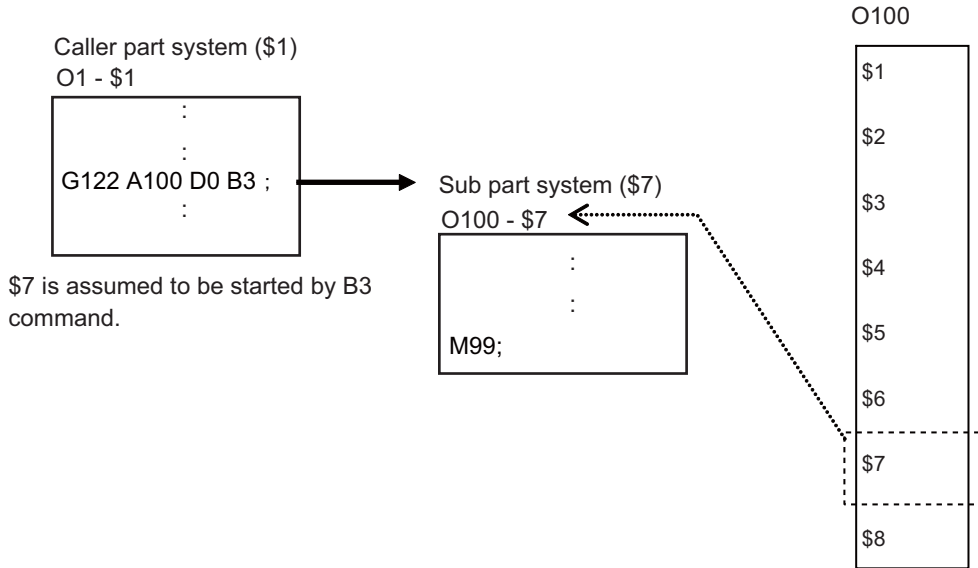 Caller part system ($1)
O1 - $1
:
:
G122 A100 D0 B3 ;
:
$7 is assumed to be started by B3
command.
Sub part system ($7)
O100 - $7
:
:
M99;
O100
$1
$2
$3
$4
$5
$6
$7
$8